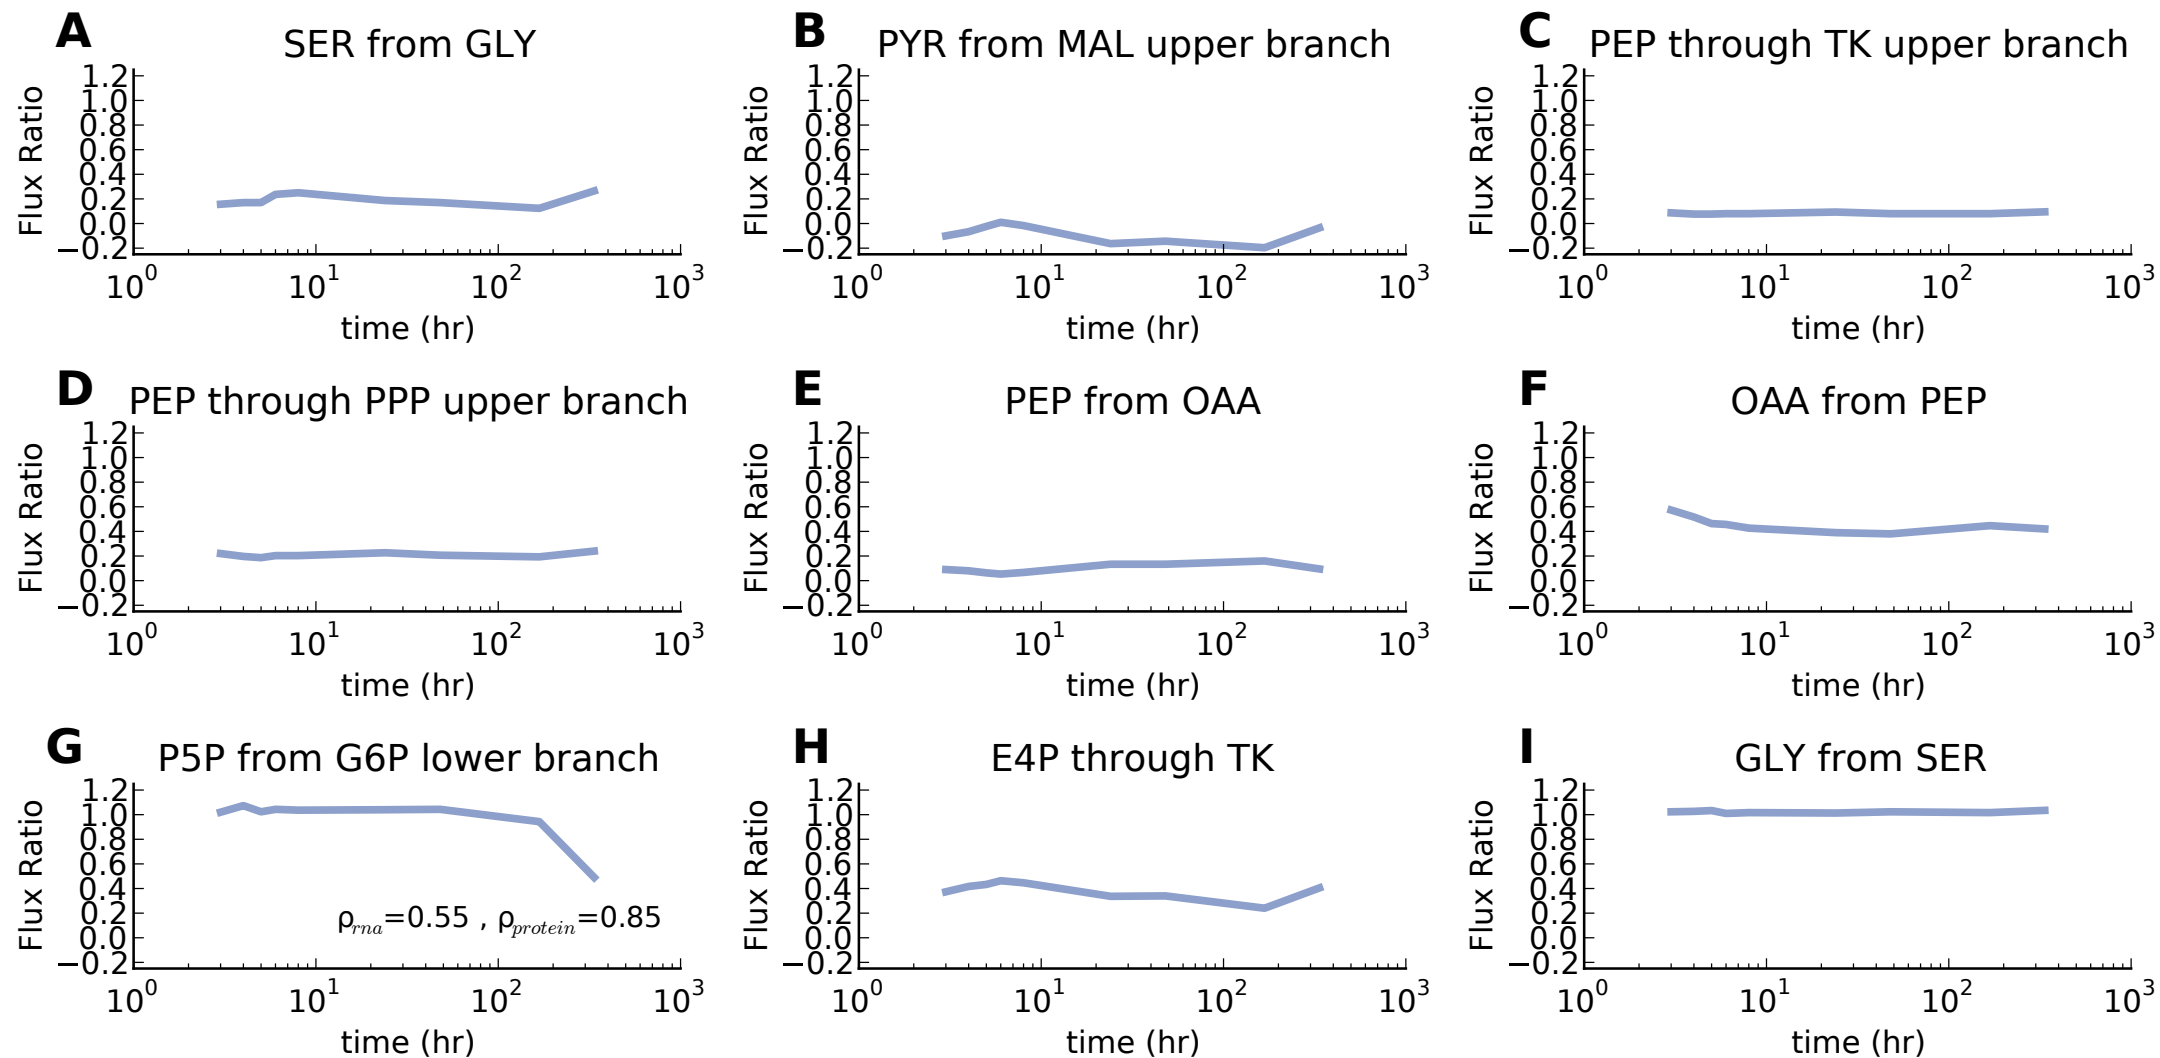 A SER from GLY
Flux Ratio
1.2
1.0
0.8
0.6
0.4
0.2
0.0
−0.2
10⁰ 10¹ 10² 10³
time (hr)
B PYR from MAL upper branch
Flux Ratio
1.2
1.0
0.8
0.6
0.4
0.2
0.0
−0.2
10⁰ 10¹ 10² 10³
time (hr)
C PEP through TK upper branch
Flux Ratio
1.2
1.0
0.8
0.6
0.4
0.2
0.0
−0.2
10⁰ 10¹ 10² 10³
time (hr)
D PEP through PPP upper branch
Flux Ratio
1.2
1.0
0.8
0.6
0.4
0.2
0.0
−0.2
10⁰ 10¹ 10² 10³
time (hr)
E PEP from OAA
Flux Ratio
1.2
1.0
0.8
0.6
0.4
0.2
0.0
−0.2
10⁰ 10¹ 10² 10³
time (hr)
F OAA from PEP
Flux Ratio
1.2
1.0
0.8
0.6
0.4
0.2
0.0
−0.2
10⁰ 10¹ 10² 10³
time (hr)
G P5P from G6P lower branch
Flux Ratio
1.2
1.0
0.8
0.6
0.4
0.2
0.0
−0.2
ρrna=0.55 , ρprotein=0.85
10⁰ 10¹ 10² 10³
time (hr)
H E4P through TK
Flux Ratio
1.2
1.0
0.8
0.6
0.4
0.2
0.0
−0.2
10⁰ 10¹ 10² 10³
time (hr)
I GLY from SER
Flux Ratio
1.2
1.0
0.8
0.6
0.4
0.2
0.0
−0.2
10⁰ 10¹ 10² 10³
time (hr)